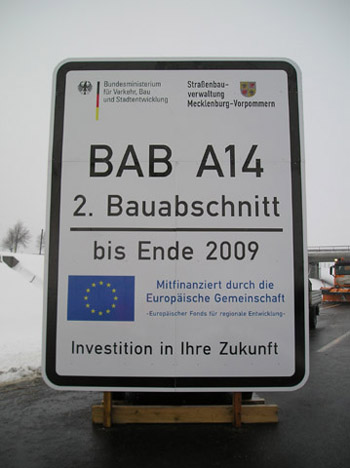 Bundesministerium
für Verkehr, Bau
und Stadtentwicklung
Straßenbau-
verwaltung
Mecklenburg-Vorpommern
BAB A14
2. Bauabschnitt
bis Ende 2009
Mitfinanziert durch die
Europäische Gemeinschaft
-Europäischer Fonds für regionale Entwicklung-
Investition in Ihre Zukunft